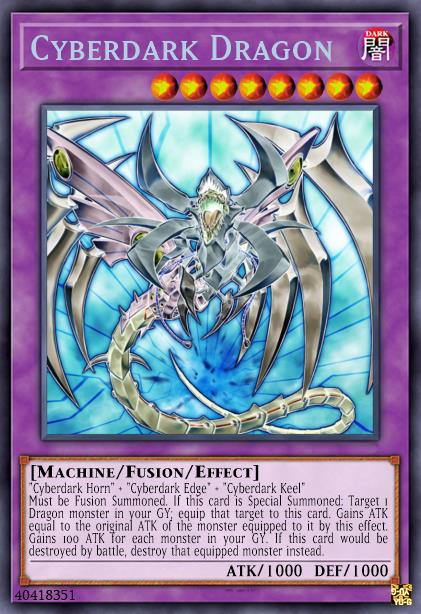 CYBERDARK DRAGON
DARK
闇
[MACHINE/FUSION/EFFECT]
"Cyberdark Horn" + "Cyberdark Edge" + "Cyberdark Keel"
Must be Fusion Summoned. If this card is Special Summoned: Target 1
Dragon monster in your GY; equip that target to this card. Gains ATK
equal to the original ATK of the monster equipped to it by this effect.
Gains 100 ATK for each monster in your GY. If this card would be
destroyed by battle, destroy that equipped monster instead.
ATK/1000 DEF/1000
40418351